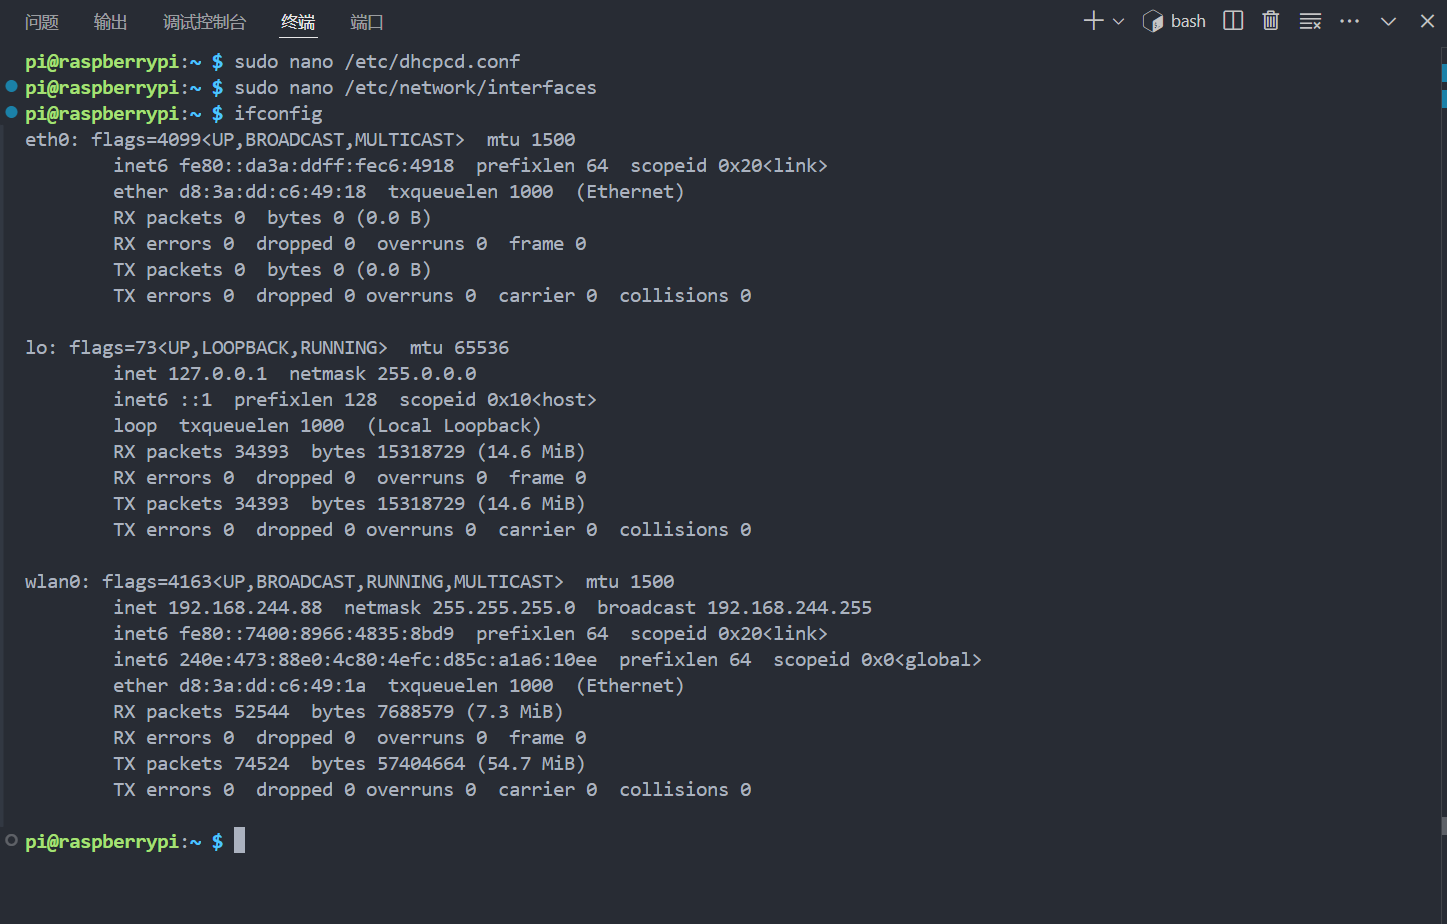 问题 输出 调试控制台 终端 端口 bash
pi@raspberrypi:~ $ sudo nano /etc/dhcpcd.conf
pi@raspberrypi:~ $ sudo nano /etc/network/interfaces
pi@raspberrypi:~ $ ifconfig
eth0: flags=4099<UP,BROADCAST,MULTICAST>  mtu 1500
        inet6 fe80::da3a:ddff:fec6:4918  prefixlen 64  scopeid 0x20<link>
        ether d8:3a:dd:c6:49:18  txqueuelen 1000  (Ethernet)
        RX packets 0  bytes 0 (0.0 B)
        RX errors 0  dropped 0  overruns 0  frame 0
        TX packets 0  bytes 0 (0.0 B)
        TX errors 0  dropped 0 overruns 0  carrier 0  collisions 0

lo: flags=73<UP,LOOPBACK,RUNNING>  mtu 65536
        inet 127.0.0.1  netmask 255.0.0.0
        inet6 ::1  prefixlen 128  scopeid 0x10<host>
        loop  txqueuelen 1000  (Local Loopback)
        RX packets 34393  bytes 15318729 (14.6 MiB)
        RX errors 0  dropped 0  overruns 0  frame 0
        TX packets 34393  bytes 15318729 (14.6 MiB)
        TX errors 0  dropped 0 overruns 0  carrier 0  collisions 0

wlan0: flags=4163<UP,BROADCAST,RUNNING,MULTICAST>  mtu 1500
        inet 192.168.244.88  netmask 255.255.255.0  broadcast 192.168.244.255
        inet6 fe80::7400:8966:4835:8bd9  prefixlen 64  scopeid 0x20<link>
        inet6 240e:473:88e0:4c80:4efc:d85c:a1a6:10ee  prefixlen 64  scopeid 0x0<global>
        ether d8:3a:dd:c6:49:1a  txqueuelen 1000  (Ethernet)
        RX packets 52544  bytes 7688579 (7.3 MiB)
        RX errors 0  dropped 0  overruns 0  frame 0
        TX packets 74524  bytes 57404664 (54.7 MiB)
        TX errors 0  dropped 0 overruns 0  carrier 0  collisions 0

pi@raspberrypi:~ $